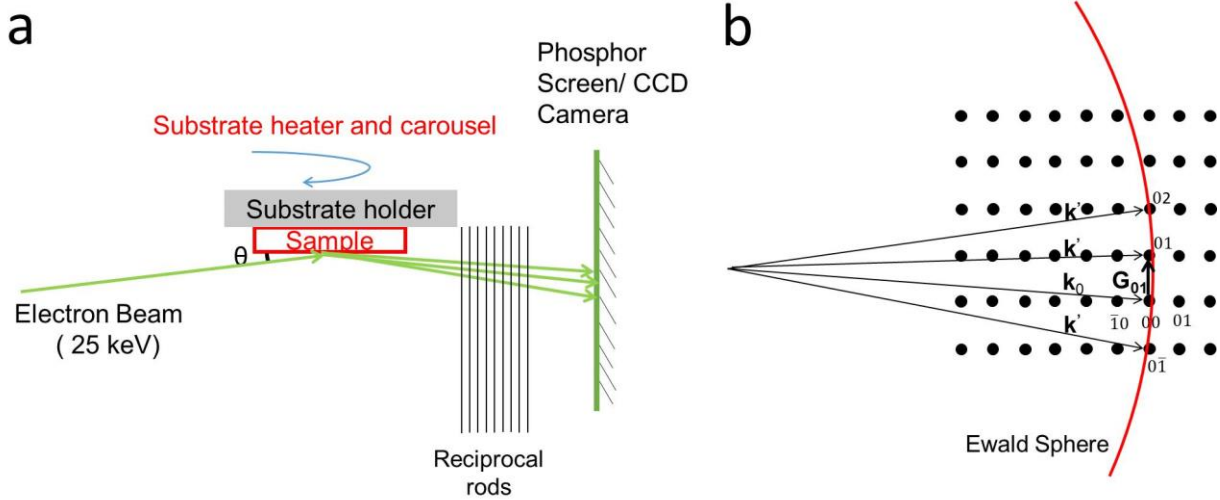 a
Phosphor
Screen/ CCD
Camera
Substrate heater and carousel
Substrate holder
Sample
θ
Electron Beam
( 25 keV)
Reciprocal
rods
b
k'
02
k'
01
k₀
G₀₁
k'
1̅0 00 01
01̅
Ewald Sphere